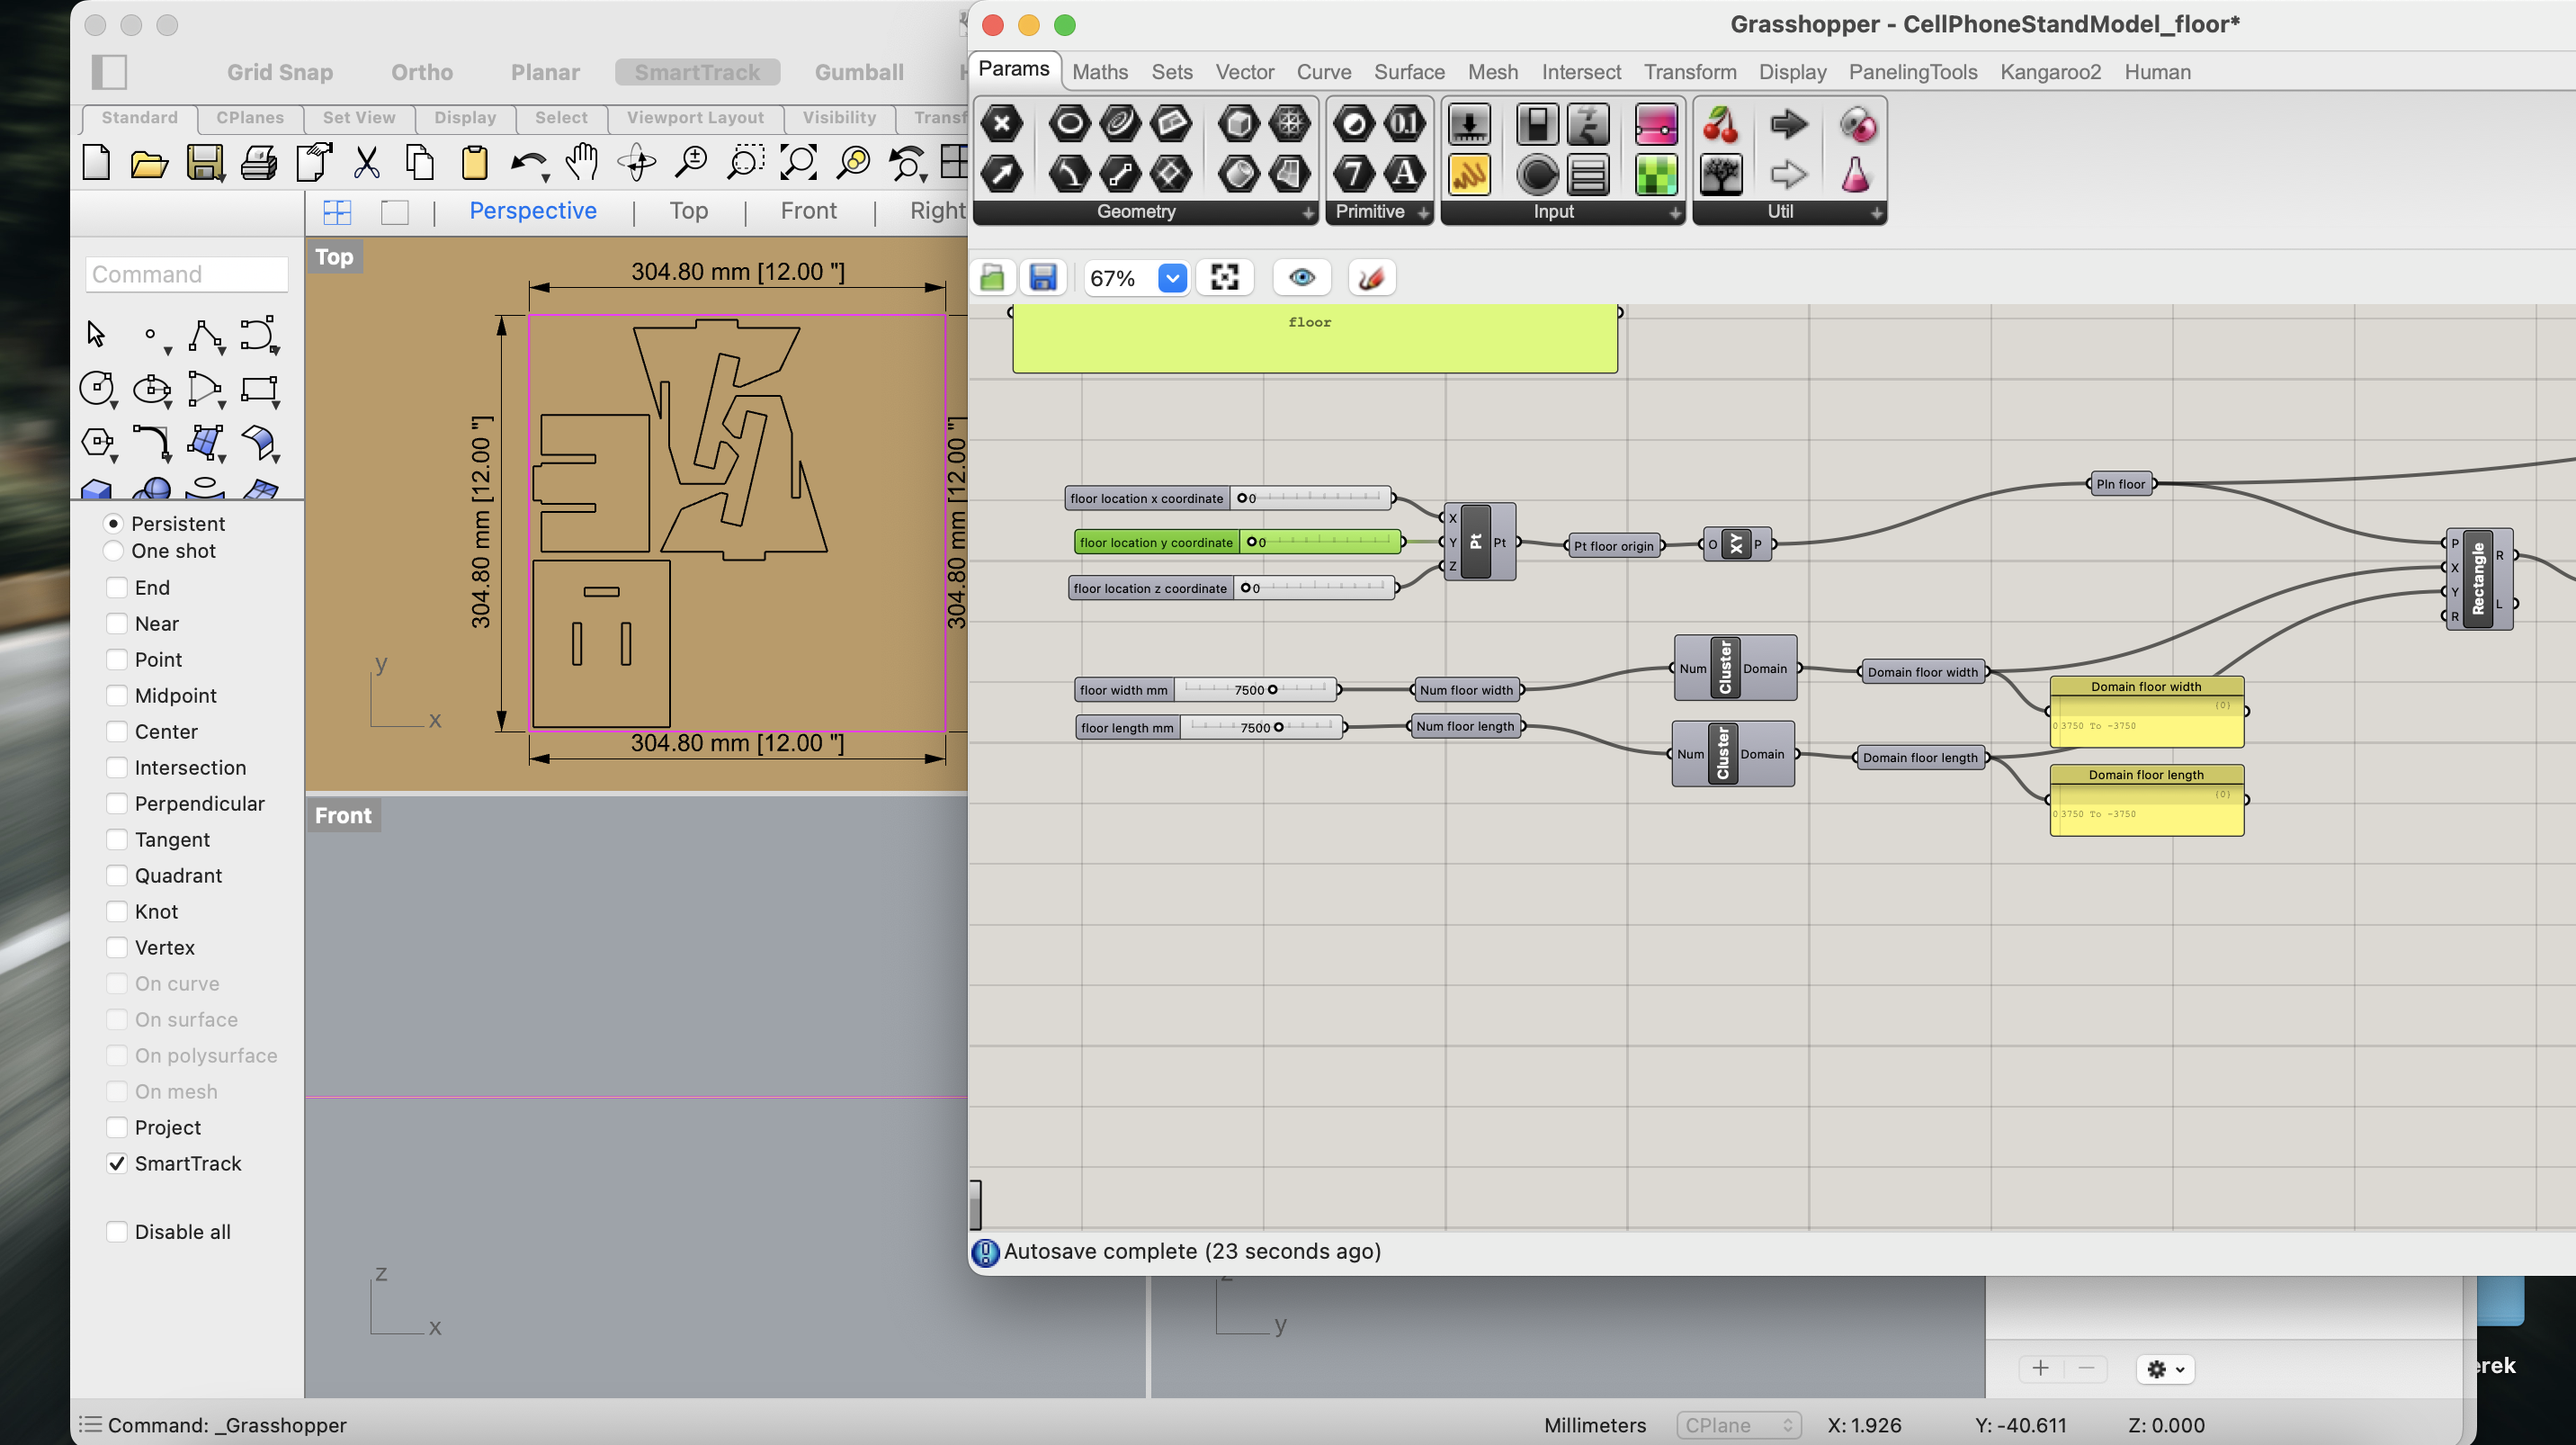 Grid Snap
Ortho
Planar
SmartTrack
Gumball
Standard
CPlanes
Set View
Display
Select
Viewport Layout
Visibility
Transf
Perspective
Top
Front
Right
Command
Persistent
One shot
End
Near
Point
Midpoint
Center
Intersection
Perpendicular
Tangent
Quadrant
Knot
Vertex
On curve
On surface
On polysurface
On mesh
Project
SmartTrack
Disable all
Top
304.80 mm [12.00 "]
304.80 mm [12.00 "]
304.80 mm [12.00 "]
304.80 mm [12.00 "]
y
x
Front
z
x
z
y
Grasshopper - CellPhoneStandModel_floor*
Params
Maths
Sets
Vector
Curve
Surface
Mesh
Intersect
Transform
Display
PanelingTools
Kangaroo2
Human
0.1
7
A
Geometry
Primitive
Input
Util
67%
floor
floor location x coordinate
0
floor location y coordinate
0
floor location z coordinate
0
X
Y
Z
Pt
Pt
Pt floor origin
O
XY
P
Pln floor
P
X
Y
R
Rectangle
R
L
floor width mm
7500
Num floor width
Num
Cluster
Domain
Domain floor width
Domain floor width
{0}
0 3750 To -3750
floor length mm
7500
Num floor length
Num
Cluster
Domain
Domain floor length
Domain floor length
{0}
0 3750 To -3750
Autosave complete (23 seconds ago)
erek
Command: _Grasshopper
Millimeters
CPlane
X: 1.926
Y: -40.611
Z: 0.000